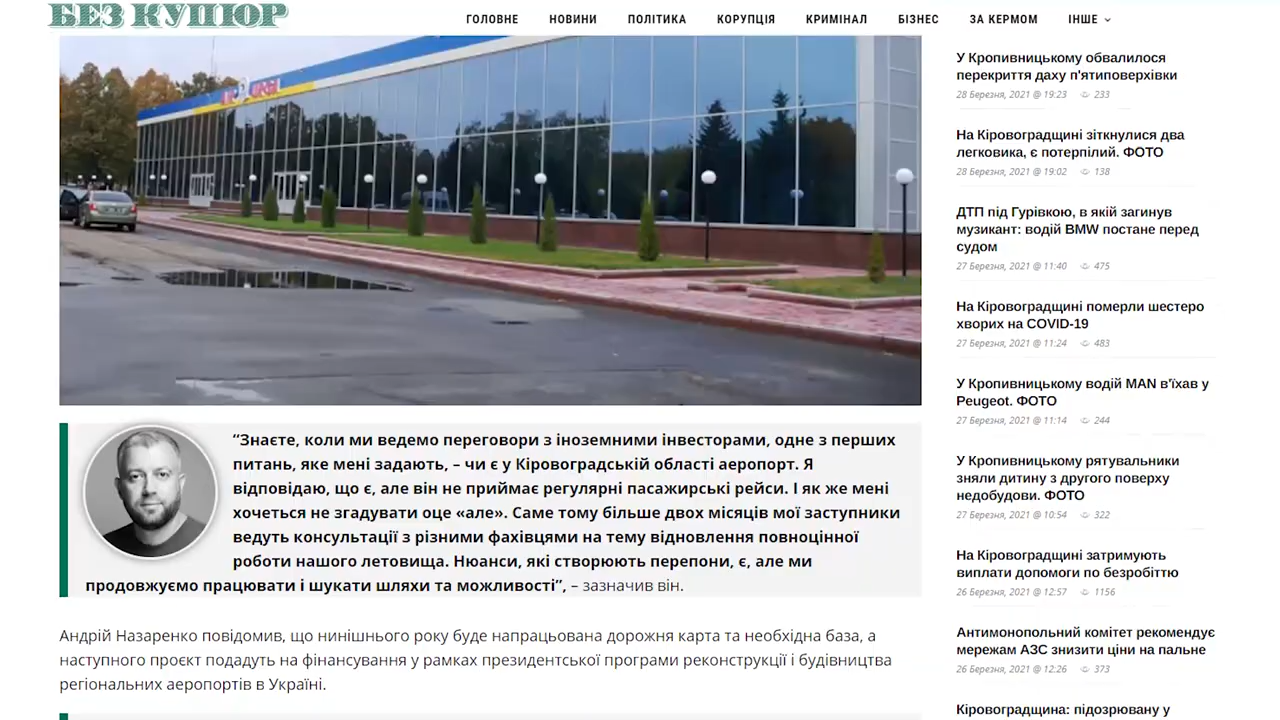 БЕЗ КУПЮР
ГОЛОВНЕ НОВИНИ ПОЛІТИКА КОРУПЦІЯ КРИМІНАЛ БІЗНЕС ЗА КЕРМОМ ІНШЕ
“Знаєте, коли ми ведемо переговори з іноземними інвесторами, одне з перших
питань, яке мені задають, – чи є у Кіровоградській області аеропорт. Я
відповідаю, що є, але він не приймає регулярні пасажирські рейси. І як же мені
хочеться не згадувати оце «але». Саме тому більше двох місяців мої заступники
ведуть консультації з різними фахівцями на тему відновлення повноцінної
роботи нашого летовища. Нюанси, які створюють перепони, є, але ми
продовжуємо працювати і шукати шляхи та можливості”, – зазначив він.
Андрій Назаренко повідомив, що нинішнього року буде напрацьована дорожня карта та необхідна база, а
наступного проєкт подадуть на фінансування у рамках президентської програми реконструкції і будівництва
регіональних аеропортів в Україні.
У Кропивницькому обвалилося
перекриття даху п'ятиповерхівки
28 Березня, 2021 @ 19:23 233
На Кіровоградщині зіткнулися два
легковика, є потерпілий. ФОТО
28 Березня, 2021 @ 19:02 138
ДТП під Гурівкою, в якій загинув
музикант: водій BMW постане перед
судом
27 Березня, 2021 @ 11:40 475
На Кіровоградщині померли шестеро
хворих на COVID-19
27 Березня, 2021 @ 11:24 483
У Кропивницькому водій MAN в'їхав у
Peugeot. ФОТО
27 Березня, 2021 @ 11:14 244
У Кропивницькому рятувальники
зняли дитину з другого поверху
недобудови. ФОТО
27 Березня, 2021 @ 10:54 322
На Кіровоградщині затримують
виплати допомоги по безробіттю
26 Березня, 2021 @ 12:57 1156
Антимонопольний комітет рекомендує
мережам АЗС знизити ціни на пальне
26 Березня, 2021 @ 12:26 373
Кіровоградщина: підозрювану у